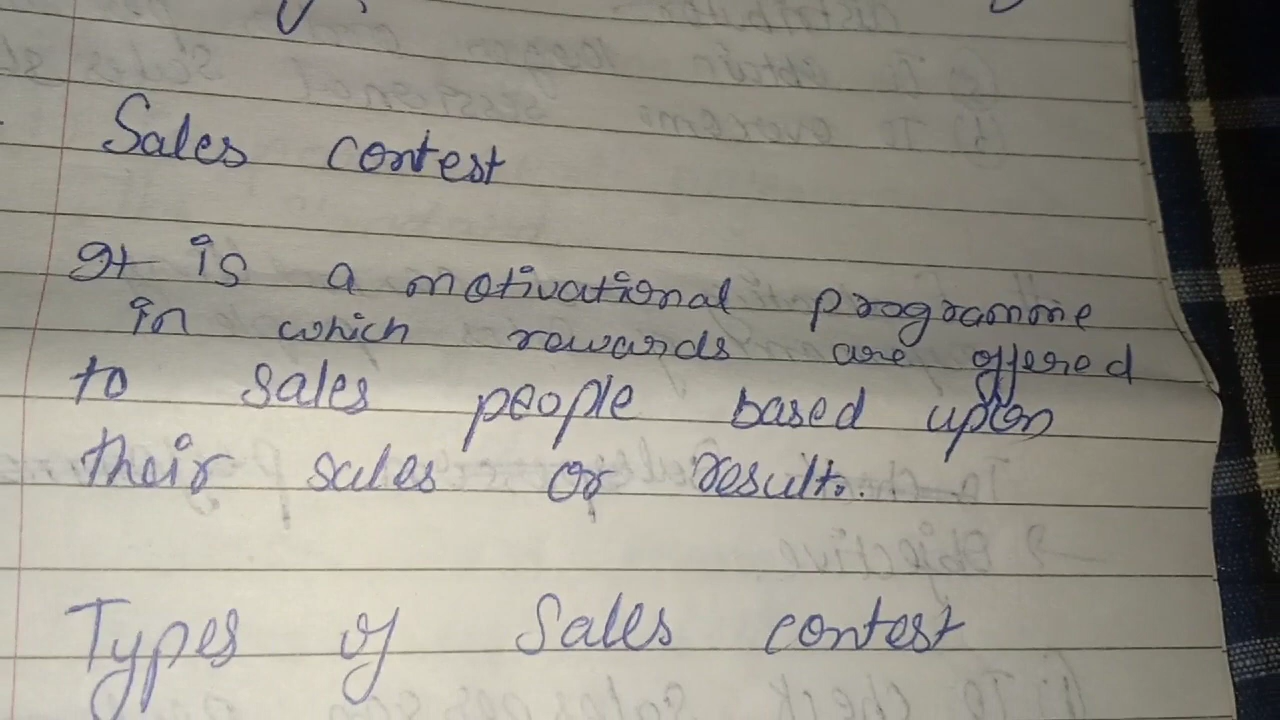 Sales contest
It is a motivational programme
in which rewards are offered
to sales people based upon
their sales or result.
Types of Sales contest